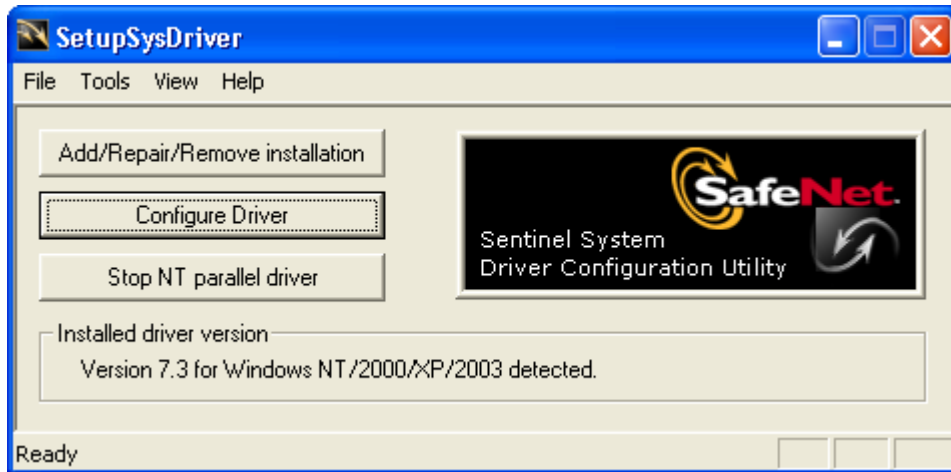 SetupSysDriver
File Tools View Help
Add/Repair/Remove installation
Configure Driver
Stop NT parallel driver
SafeNet.
Sentinel System
Driver Configuration Utility
Installed driver version
Version 7.3 for Windows NT/2000/XP/2003 detected.
Ready